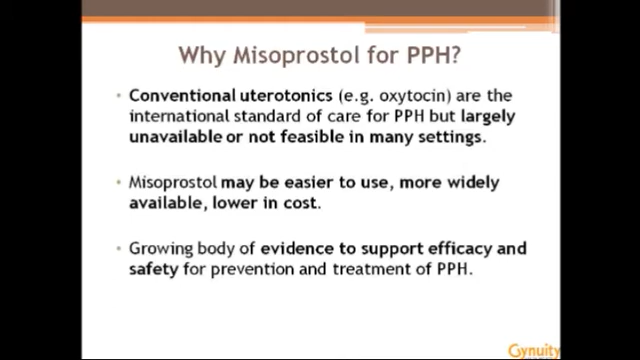 Why Misoprostol for PPH?
• Conventional uterotonics (e.g. oxytocin) are the
international standard of care for PPH but largely
unavailable or not feasible in many settings.
• Misoprostol may be easier to use, more widely
available, lower in cost.
• Growing body of evidence to support efficacy and
safety for prevention and treatment of PPH.
Gynuity